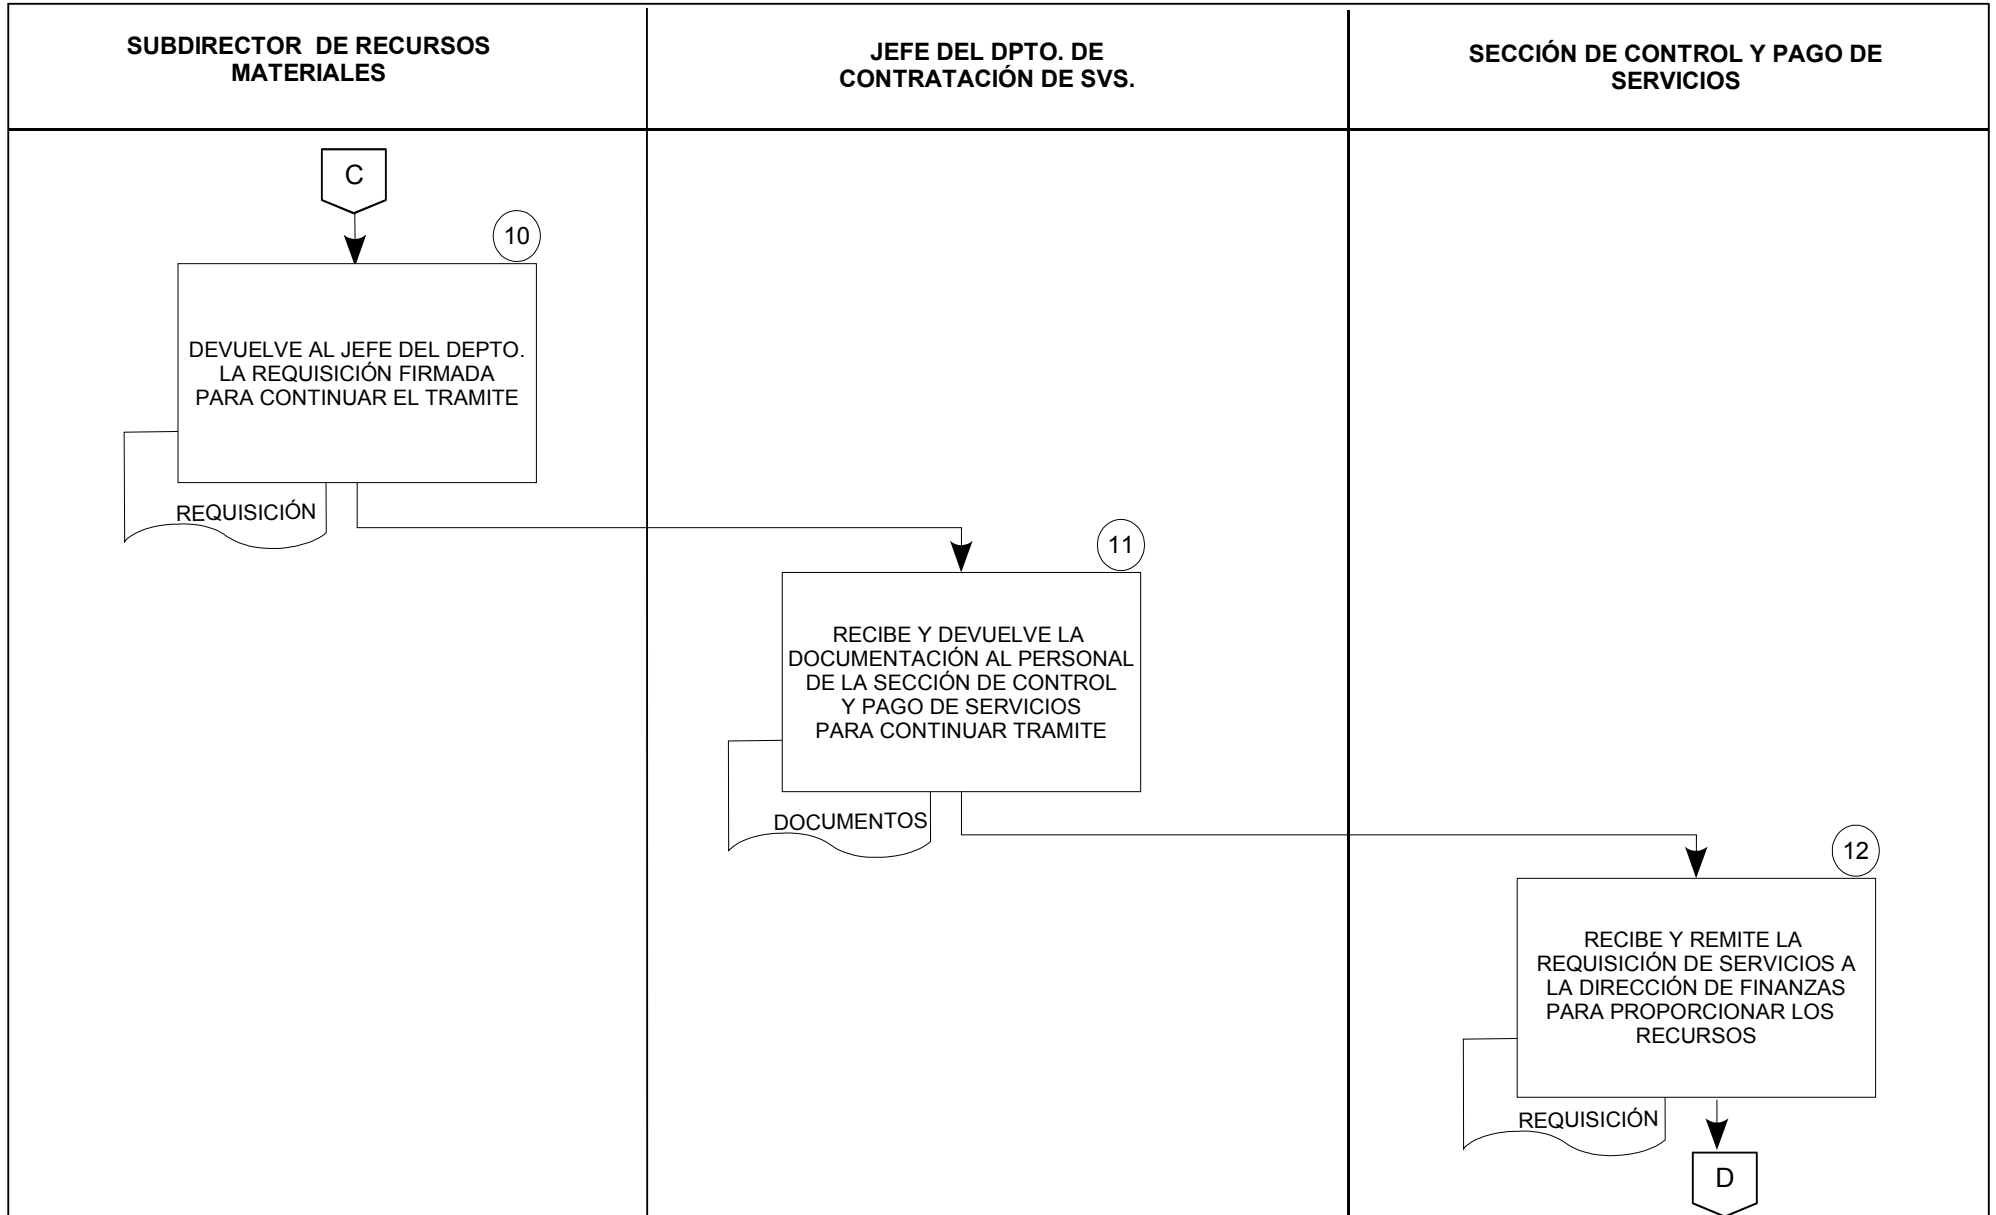 SUBDIRECTOR DE RECURSOS
MATERIALES
JEFE DEL DPTO. DE
CONTRATACIÓN DE SVS.
SECCIÓN DE CONTROL Y PAGO DE
SERVICIOS
C
10
DEVUELVE AL JEFE DEL DEPTO.
LA REQUISICIÓN FIRMADA
PARA CONTINUAR EL TRAMITE
REQUISICIÓN
11
RECIBE Y DEVUELVE LA
DOCUMENTACIÓN AL PERSONAL
DE LA SECCIÓN DE CONTROL
Y PAGO DE SERVICIOS
PARA CONTINUAR TRAMITE
DOCUMENTOS
12
RECIBE Y REMITE LA
REQUISICIÓN DE SERVICIOS A
LA DIRECCIÓN DE FINANZAS
PARA PROPORCIONAR LOS
RECURSOS
REQUISICIÓN
D